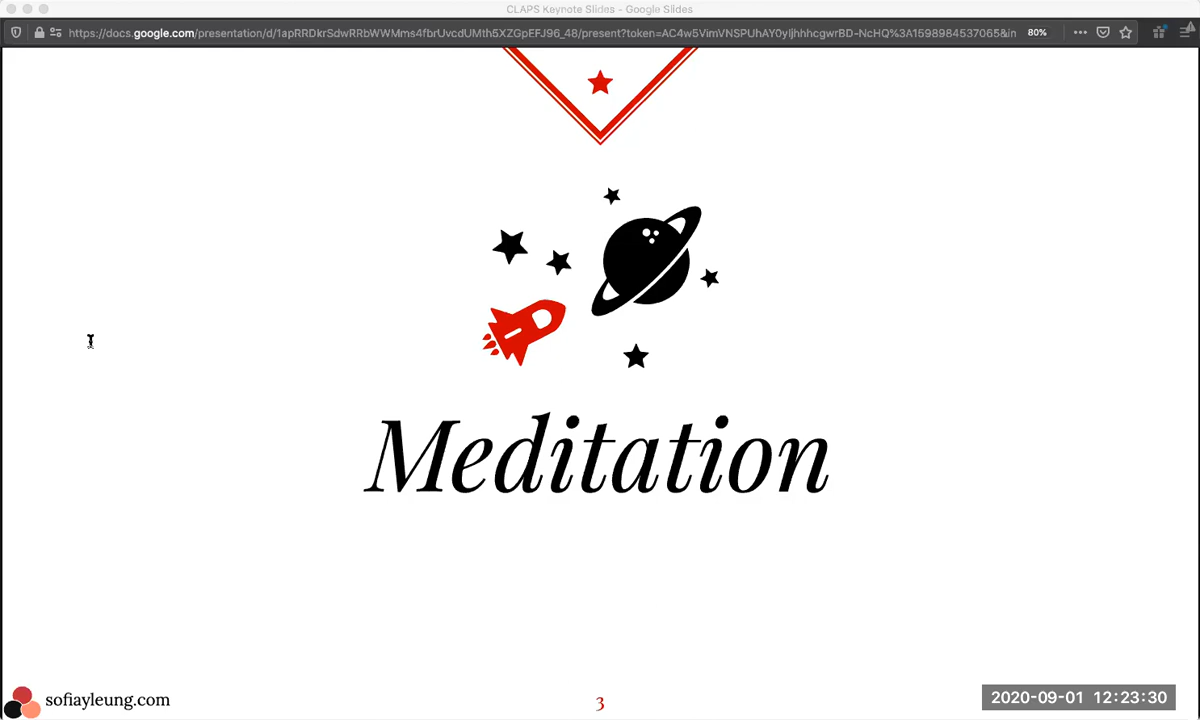 CLAPS Keynote Slides - Google Slides
https://docs.google.com/presentation/d/1apRRDkrSdwRRbWWMms4fbrUvcdUMth5XZGpEFJ96_48/present?token=AC4w5VimVNSPUhAY0yIjhhhcgwrBD-NcHQ%3A1598984537065&in 80%
Meditation
sofiayleung.com
3
2020-09-01 12:23:30